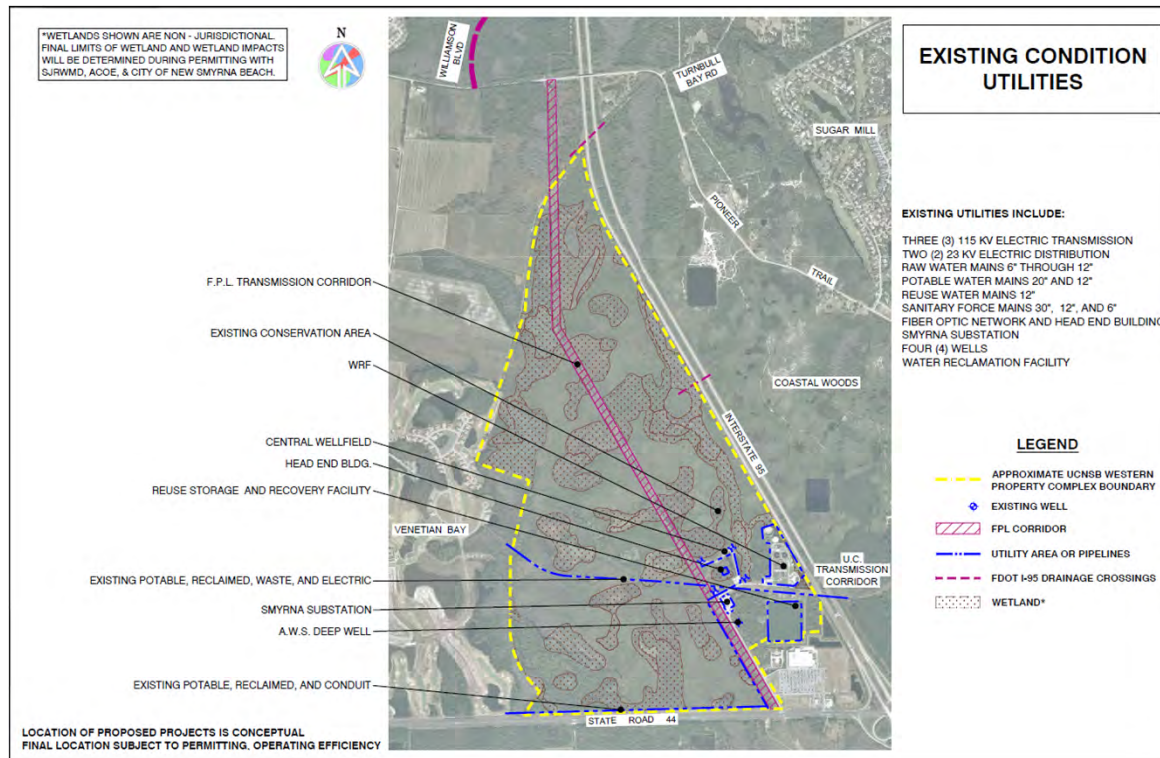 *WETLANDS SHOWN ARE NON - JURISDICTIONAL.
FINAL LIMITS OF WETLAND AND WETLAND IMPACTS
WILL BE DETERMINED DURING PERMITTING WITH
SJRWMD, ACOE, & CITY OF NEW SMYRNA BEACH.
N
WILLIAMSON
BLVD
TURNBULL
BAY RD
SUGAR MILL
PIONEER
TRAIL
COASTAL WOODS
INTERSTATE 95
VENETIAN BAY
U.C.
TRANSMISSION
CORRIDOR
STATE ROAD 44
F.P.L. TRANSMISSION CORRIDOR
EXISTING CONSERVATION AREA
WRF
CENTRAL WELLFIELD
HEAD END BLDG.
REUSE STORAGE AND RECOVERY FACILITY
EXISTING POTABLE, RECLAIMED, WASTE, AND ELECTRIC
SMYRNA SUBSTATION
A.W.S. DEEP WELL
EXISTING POTABLE, RECLAIMED, AND CONDUIT
LOCATION OF PROPOSED PROJECTS IS CONCEPTUAL
FINAL LOCATION SUBJECT TO PERMITTING, OPERATING EFFICIENCY
EXISTING CONDITION
UTILITIES
EXISTING UTILITIES INCLUDE:
THREE (3) 115 KV ELECTRIC TRANSMISSION
TWO (2) 23 KV ELECTRIC DISTRIBUTION
RAW WATER MAINS 6" THROUGH 12"
POTABLE WATER MAINS 20" AND 12"
REUSE WATER MAINS 12"
SANITARY FORCE MAINS 30", 12", AND 6"
FIBER OPTIC NETWORK AND HEAD END BUILDING
SMYRNA SUBSTATION
FOUR (4) WELLS
WATER RECLAMATION FACILITY
LEGEND
APPROXIMATE UCNSB WESTERN
PROPERTY COMPLEX BOUNDARY
EXISTING WELL
FPL CORRIDOR
UTILITY AREA OR PIPELINES
FDOT I-95 DRAINAGE CROSSINGS
WETLAND*